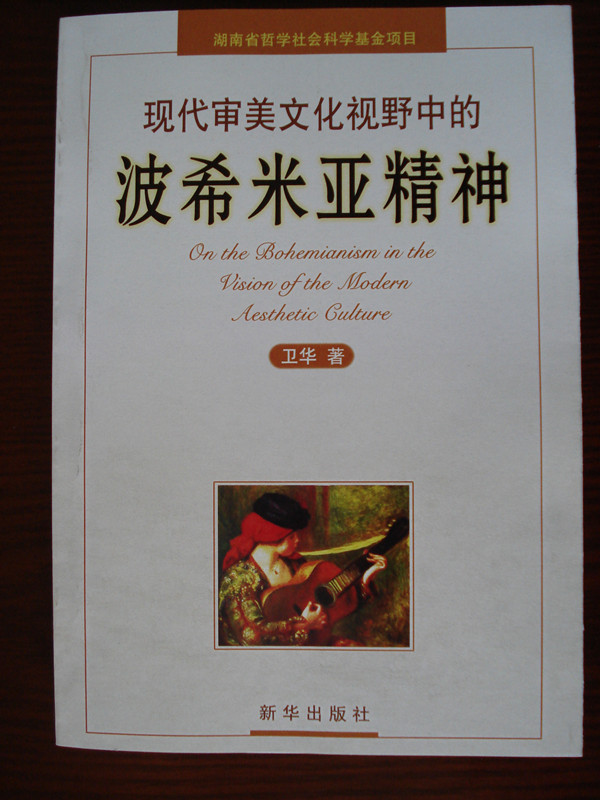 湖南省哲学社会科学基金项目
现代审美文化视野中的
波希米亚精神
On the Bohemianism in the
Vision of the Modern
Aesthetic Culture
卫华 著
新华出版社